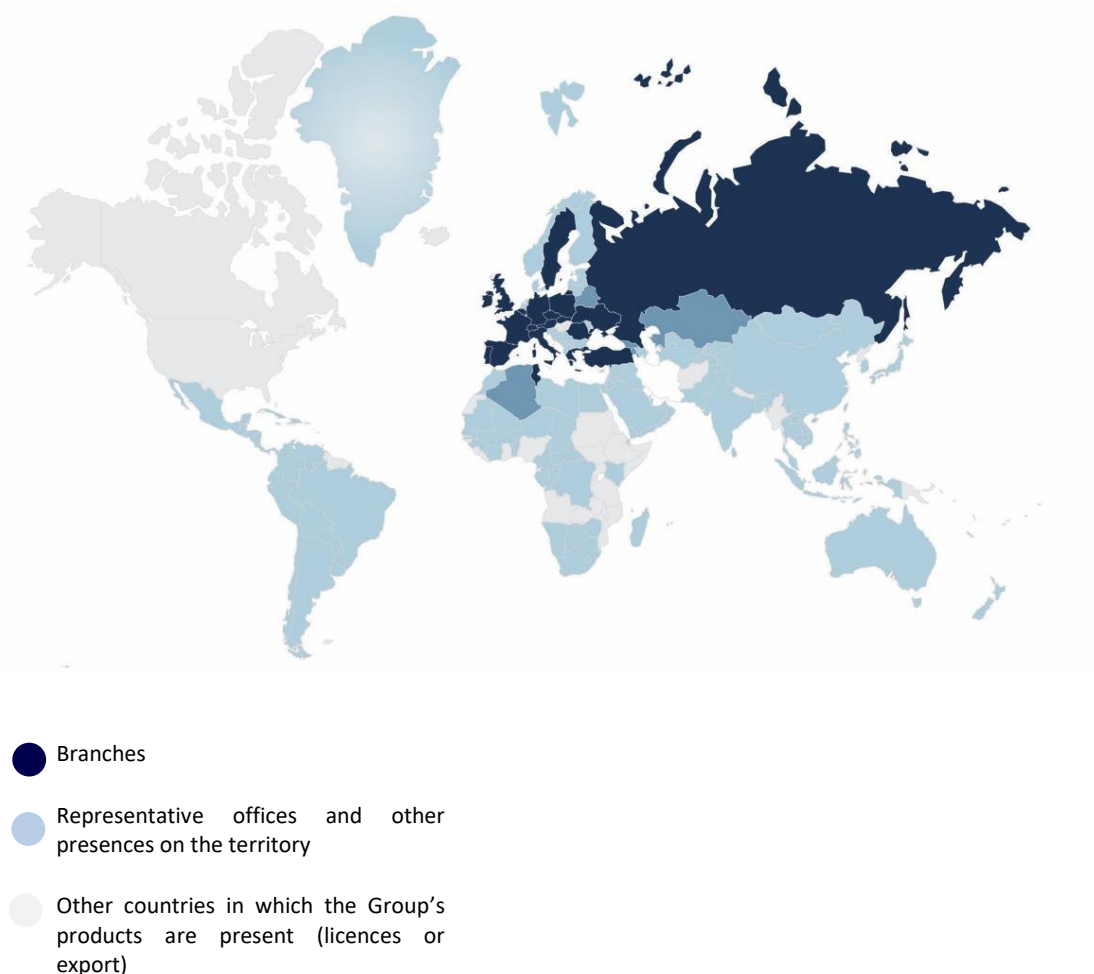 Branches
Representative offices and other
presences on the territory
Other countries in which the Group’s
products are present (licences or
export)